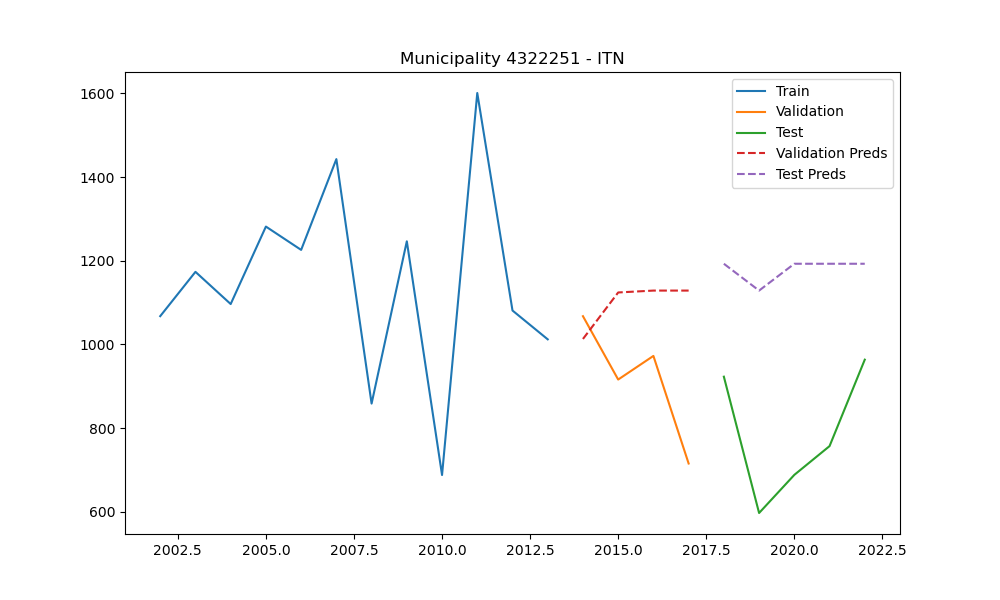 Municipality 4322251 - ITN
1600
1400
1200
1000
800
600
2002.5 2005.0 2007.5 2010.0 2012.5 2015.0 2017.5 2020.0 2022.5
Train
Validation
Test
Validation Preds
Test Preds